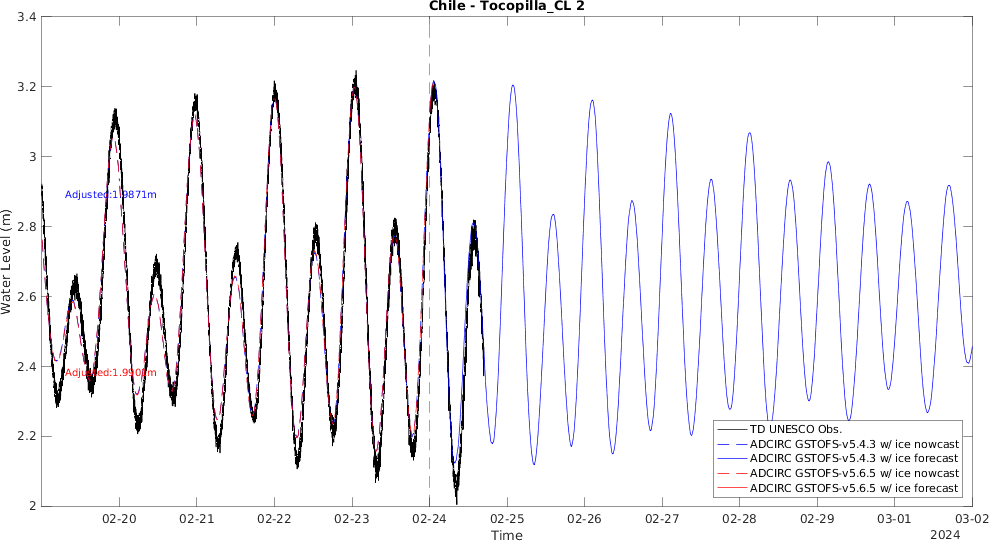 Chile - Tocopilla_CL 2
3.4
3.2
3
2.8
2.6
2.4
2.2
2
Water Level (m)
Adjusted:1.9871m
Adjusted:1.9906m
TD UNESCO Obs.
ADCIRC GSTOFS-v5.4.3 w/ ice nowcast
ADCIRC GSTOFS-v5.4.3 w/ ice forecast
ADCIRC GSTOFS-v5.6.5 w/ ice nowcast
ADCIRC GSTOFS-v5.6.5 w/ ice forecast
02-20 02-21 02-22 02-23 02-24 02-25 02-26 02-27 02-28 02-29 03-01 03-02
Time
2024